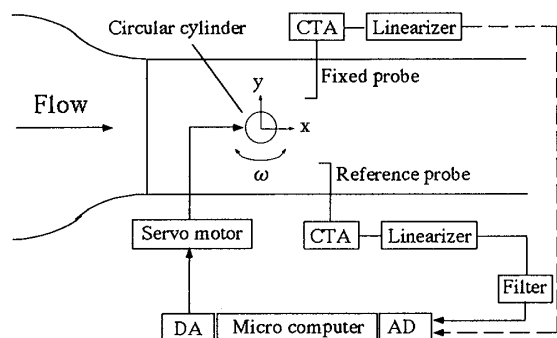 Circular cylinder
CTA
Linearizer
Fixed probe
Flow
y
x
ω
Reference probe
Servo motor
CTA
Linearizer
Filter
DA
Micro computer
AD